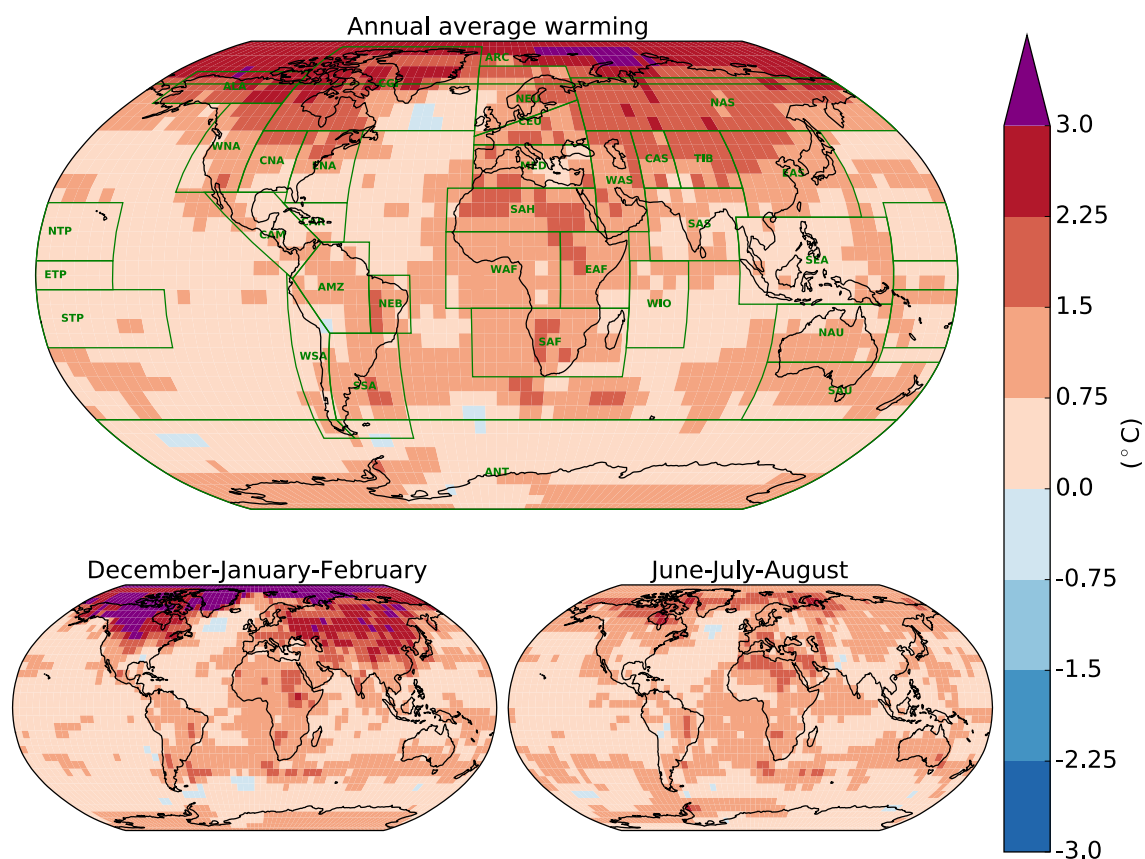 Annual average warming
ARC
ALA
CGI
NEU
NAS
CEU
WNA
CNA
ENA
MED
CAS
TIB
EAS
WAS
SAH
SAS
CAR
CAM
NTP
ETP
STP
WAF
EAF
SEA
AMZ
NEB
WIO
NAU
SAF
WSA
SSA
SAU
ANT
3.0
2.25
1.5
0.75
0.0
-0.75
-1.5
-2.25
-3.0
(°C)
December-January-February
June-July-August